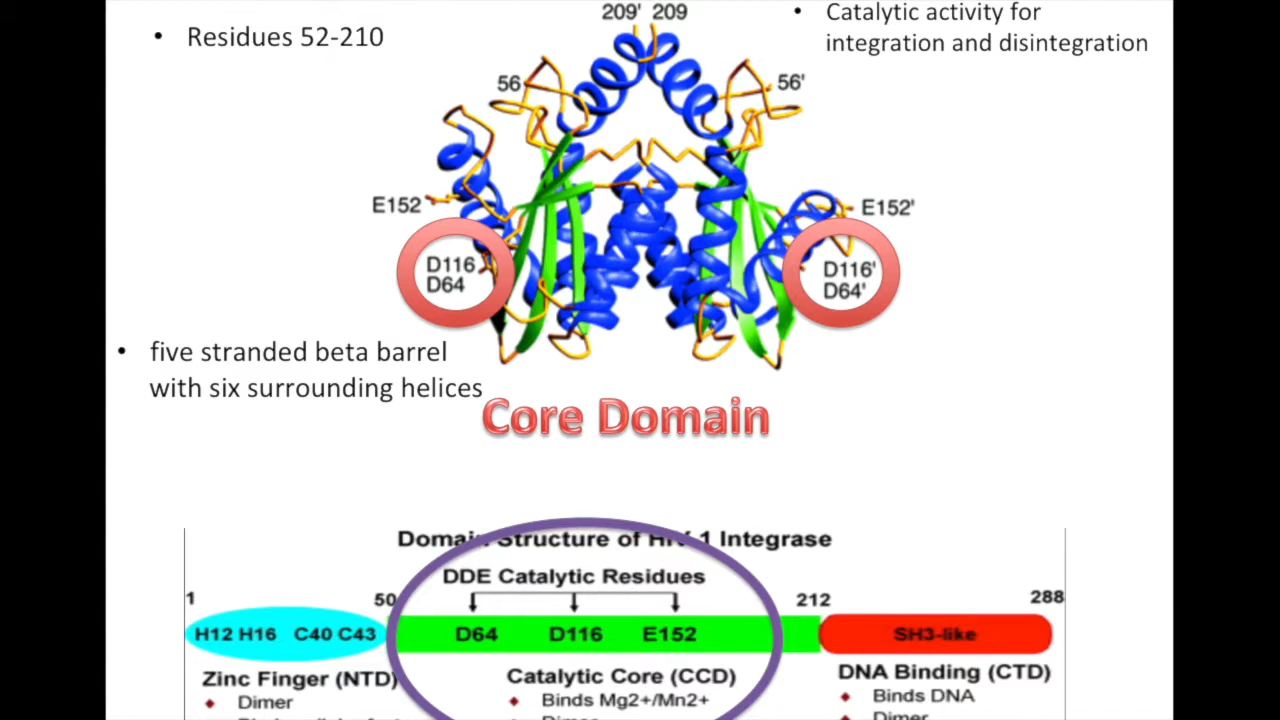 • Residues 52-210
209' 209
• Catalytic activity for
integration and disintegration
56
56'
E152
E152'
D116
D64
D116'
D64'
• five stranded beta barrel
with six surrounding helices
Core Domain
Domain Structure of HIV-1 Integrase
DDE Catalytic Residues
1
50
212
288
H12 H16 C40 C43
D64 D116 E152
SH3-like
Zinc Finger (NTD)
Catalytic Core (CCD)
DNA Binding (CTD)
Dimer
Binds Mg2+/Mn2+
Binds DNA
Dimer